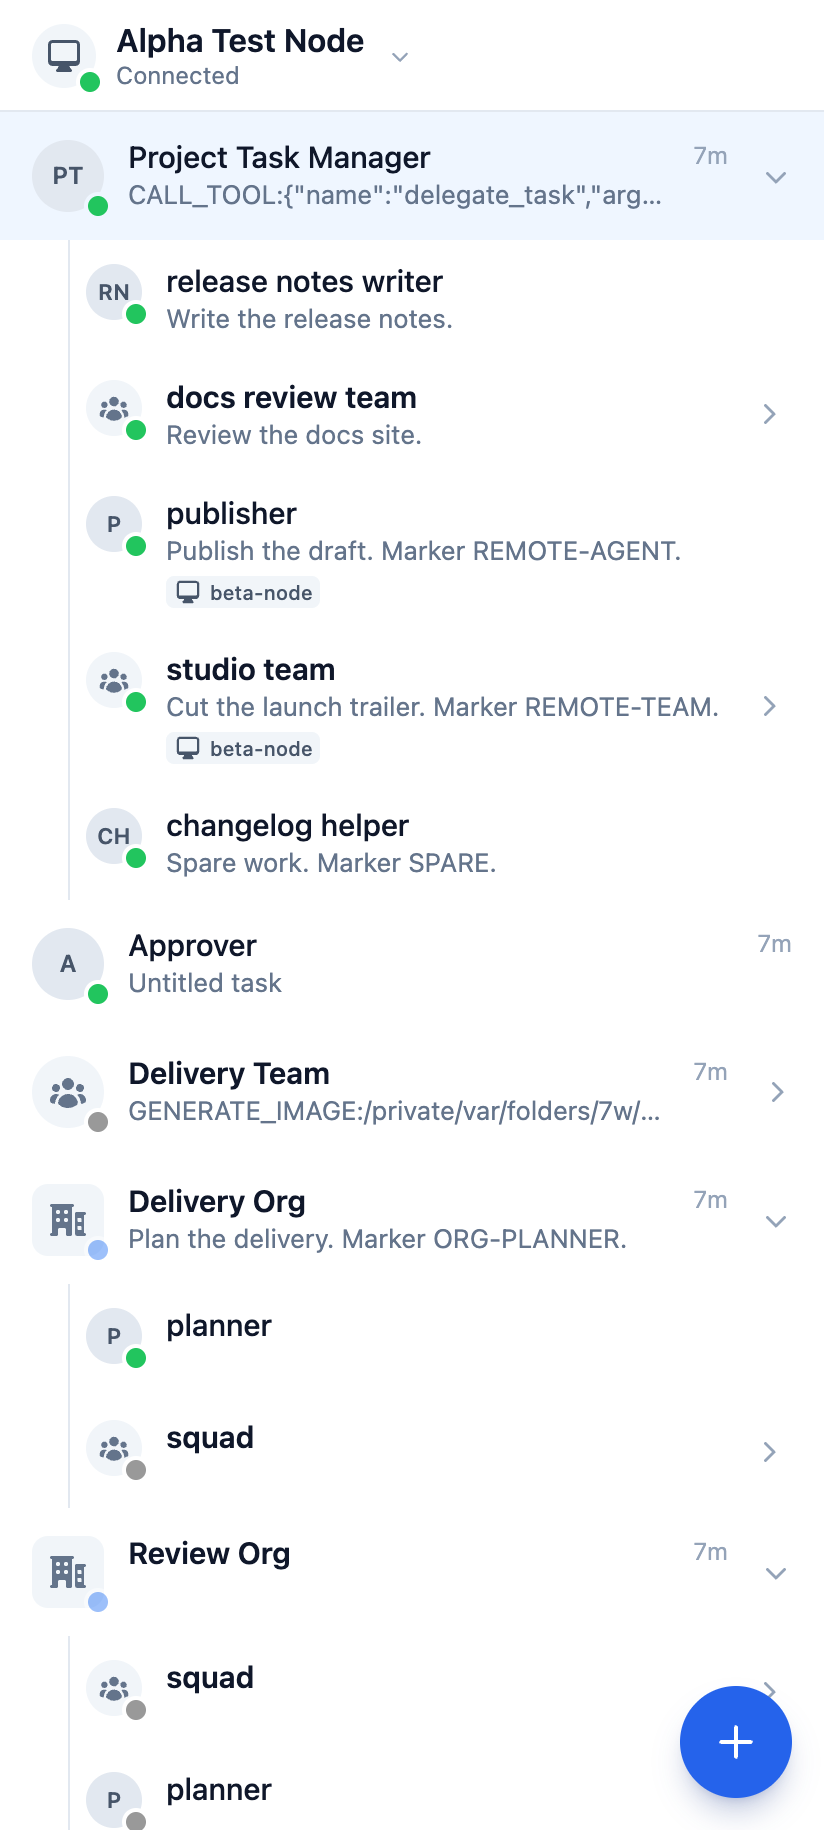 Alpha Test Node
Connected
PT
Project Task Manager
7m
CALL_TOOL:{"name":"delegate_task","arg...
RN
release notes writer
Write the release notes.
docs review team
Review the docs site.
P
publisher
Publish the draft. Marker REMOTE-AGENT.
beta-node
studio team
Cut the launch trailer. Marker REMOTE-TEAM.
beta-node
CH
changelog helper
Spare work. Marker SPARE.
A
Approver
7m
Untitled task
Delivery Team
7m
GENERATE_IMAGE:/private/var/folders/7w/...
Delivery Org
7m
Plan the delivery. Marker ORG-PLANNER.
P
planner
squad
Review Org
7m
squad
P
planner